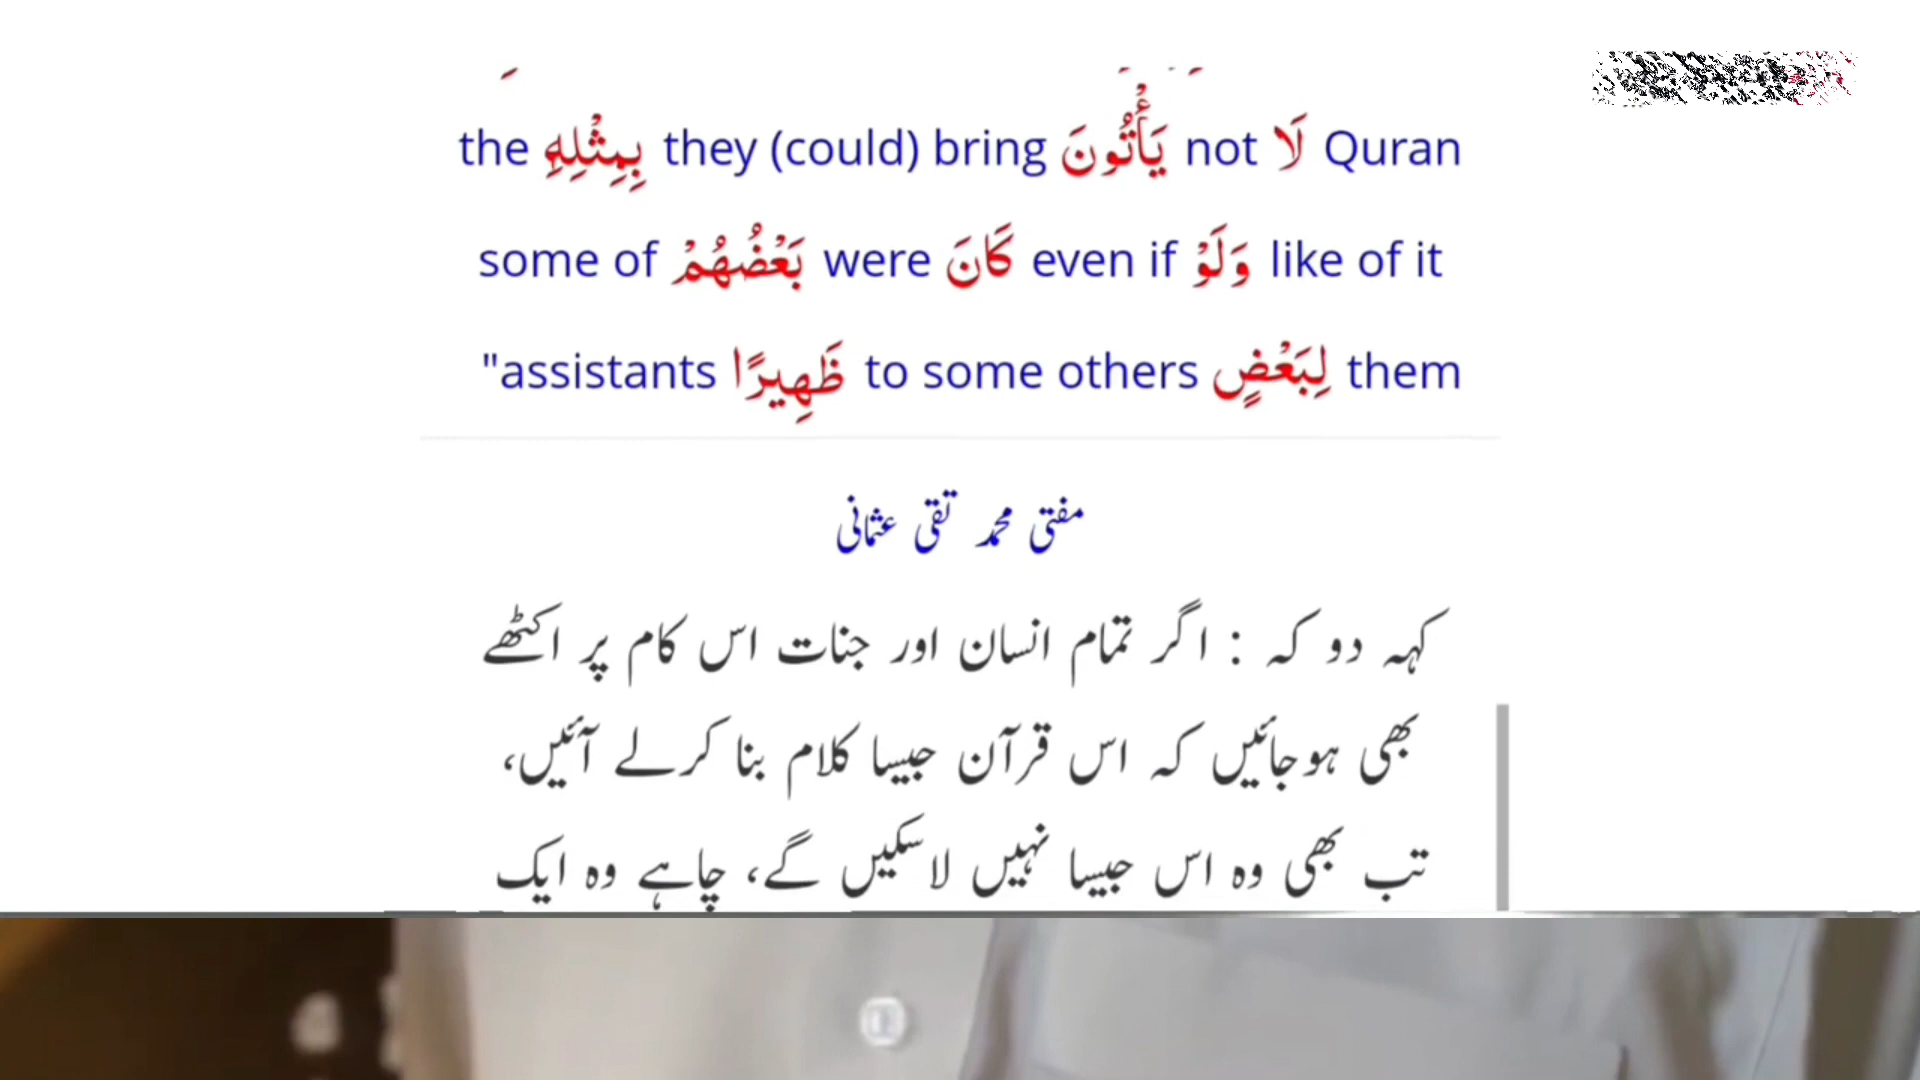 Quran لَا not يَأْتُونَ they (could) bring بِمِثْلِهِ the
like of it وَلَوْ even if كَانَ were بَعْضُهُمْ some of
them لِبَعْضٍ to some others ظَهِيرًا assistants"
مفتی محمد تقی عثمانی
کہہ دو کہ : اگر تمام انسان اور جنات اس کام پر اکٹھے
بھی ہوجائیں کہ اس قرآن جیسا کلام بنا کرلے آئیں،
تب بھی وہ اس جیسا نہیں لاسکیں گے، چاہے وہ ایک